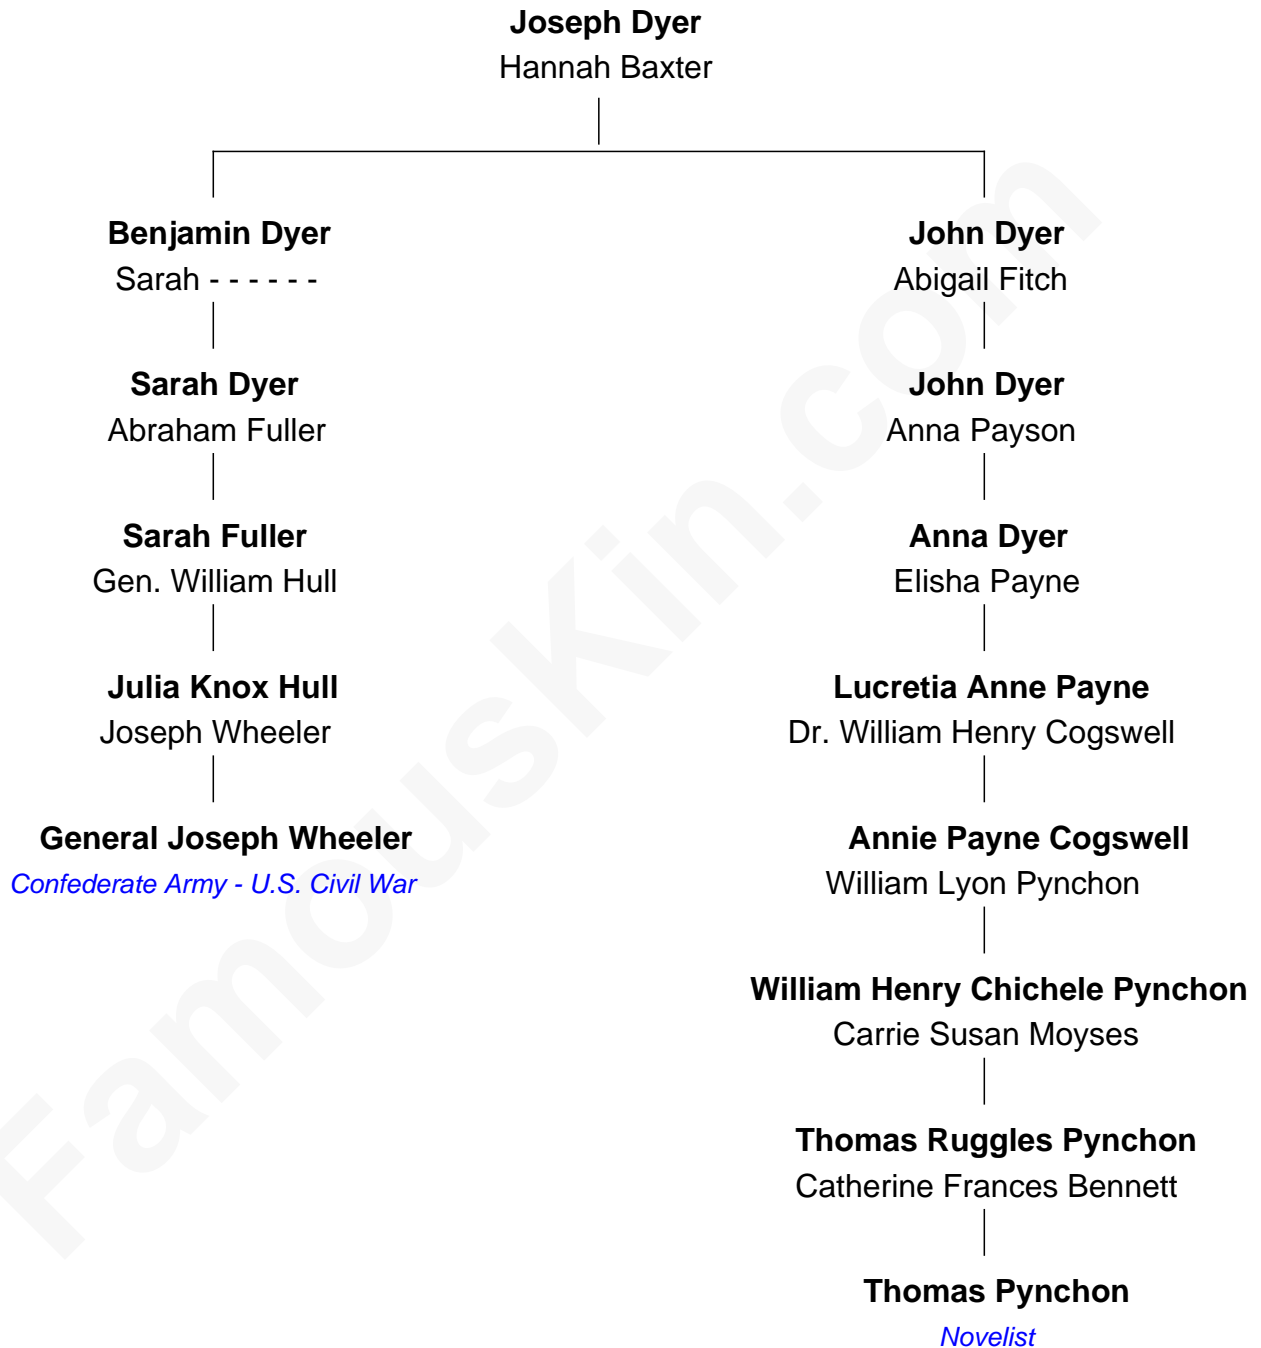 Joseph Dyer
Hannah Baxter
Benjamin Dyer
Sarah - - - - - -
Sarah Dyer
Abraham Fuller
Sarah Fuller
Gen. William Hull
Julia Knox Hull
Joseph Wheeler
General Joseph Wheeler
Confederate Army - U.S. Civil War
John Dyer
Abigail Fitch
John Dyer
Anna Payson
Anna Dyer
Elisha Payne
Lucretia Anne Payne
Dr. William Henry Cogswell
Annie Payne Cogswell
William Lyon Pynchon
William Henry Chichele Pynchon
Carrie Susan Moyses
Thomas Ruggles Pynchon
Catherine Frances Bennett
Thomas Pynchon
Novelist
FamousKin.com